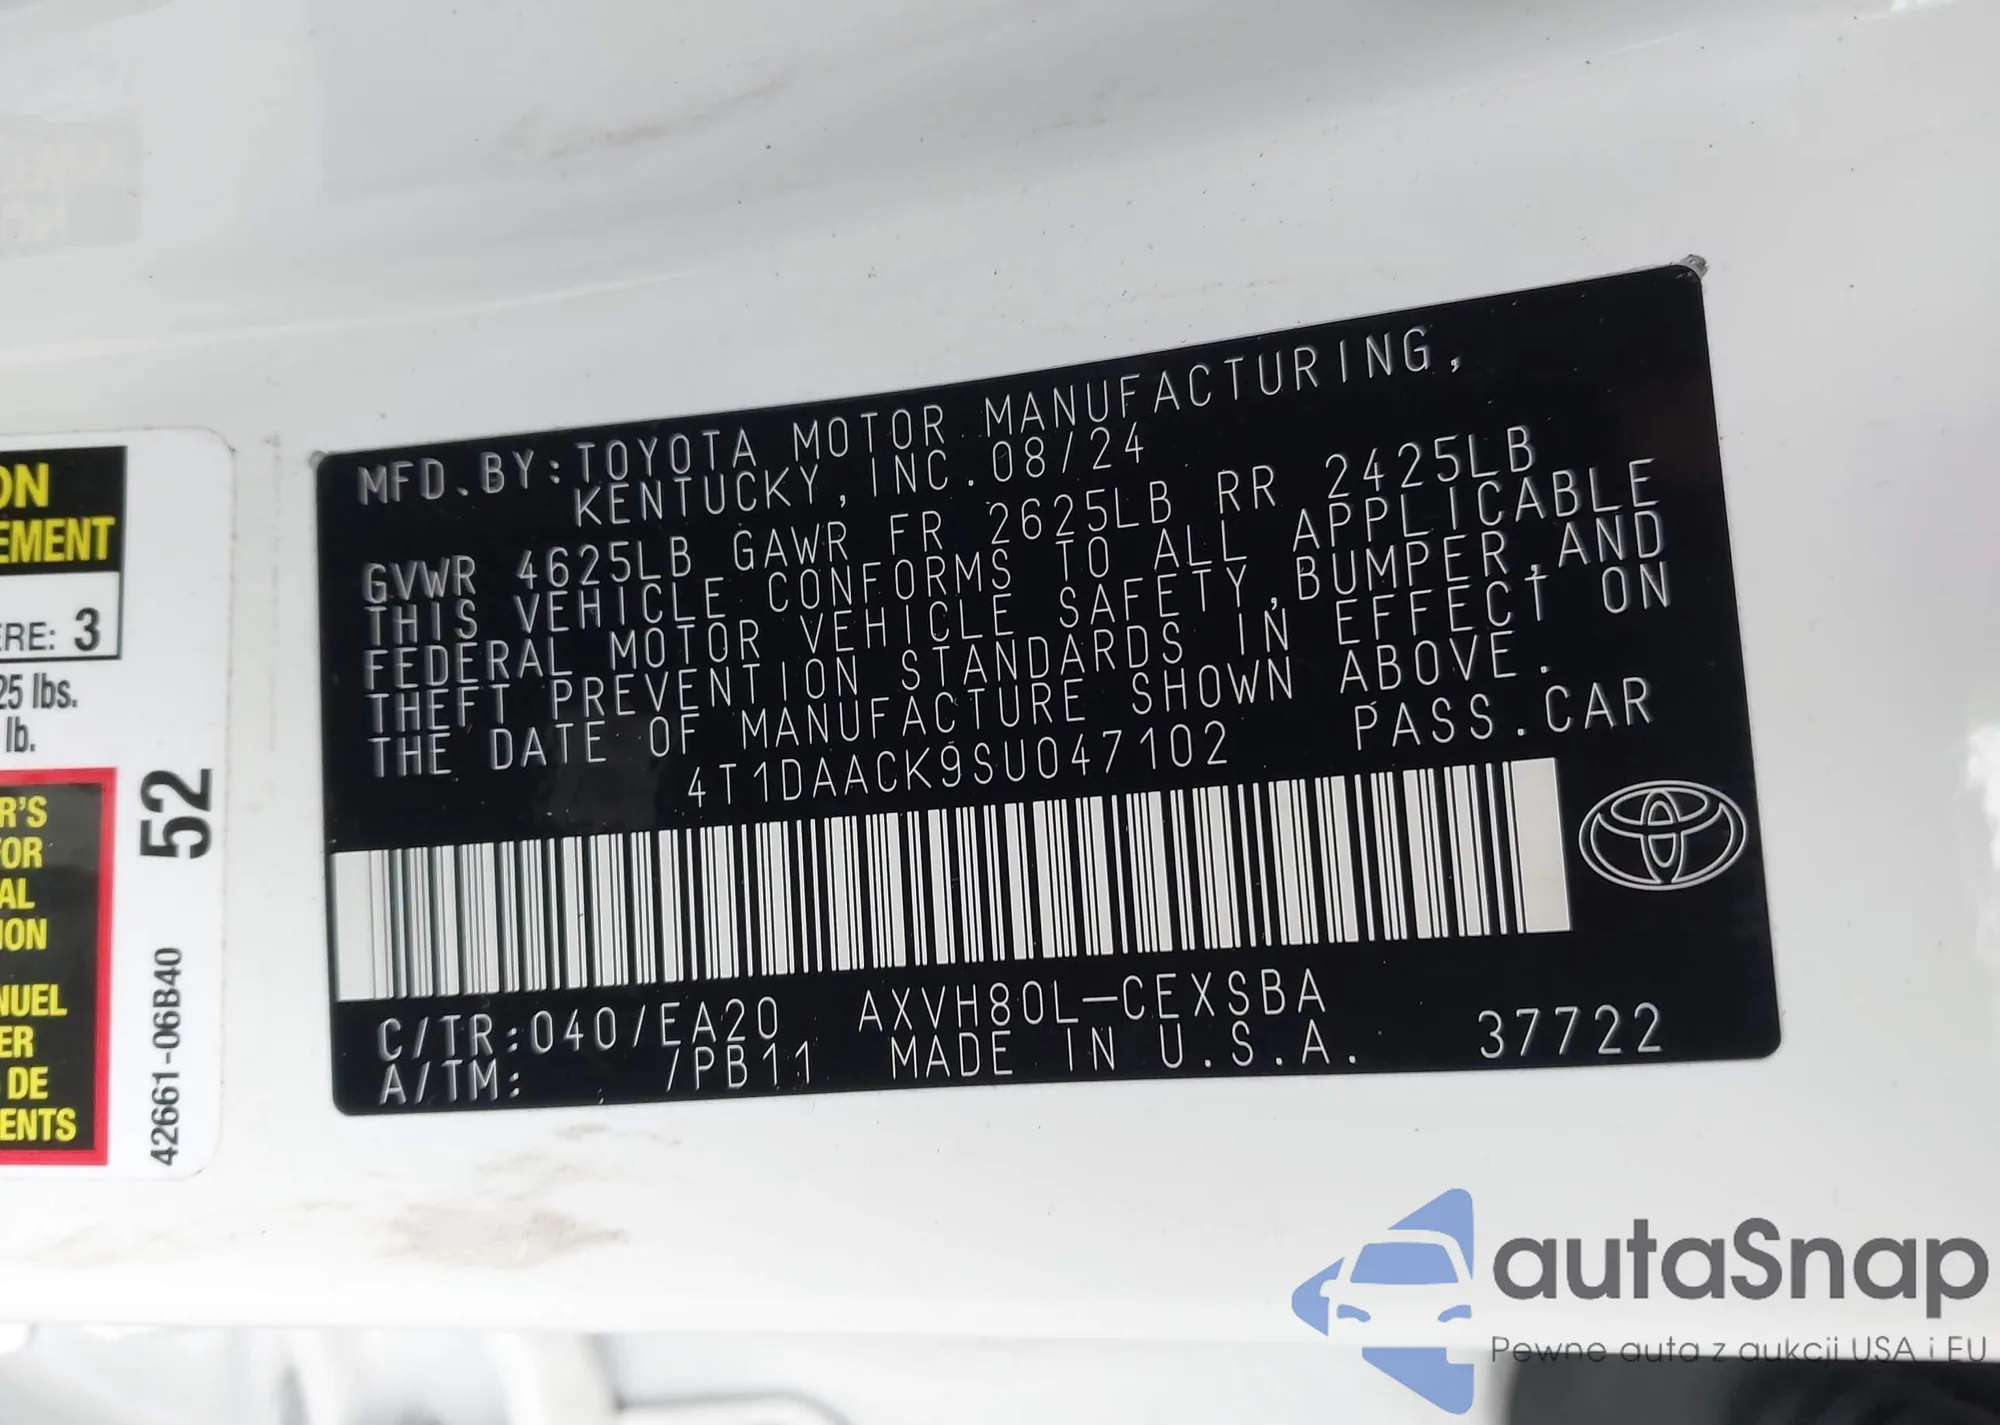 MFD.BY:TOYOTA MOTOR MANUFACTURING,
KENTUCKY, INC.08/24
GVWR 4625LB GAWR FR 2625LB RR 2425LB
THIS VEHICLE CONFORMS TO ALL APPLICABLE
FEDERAL MOTOR VEHICLE SAFETY,BUMPER,AND
THEFT PREVENTION STANDARDS IN EFFECT ON
THE DATE OF MANUFACTURE SHOWN ABOVE.
4T1DAACK9SU047102 PASS.CAR
C/TR:040/EA20 AXVH80L-CEXSBA
A/TM: /PB11 MADE IN U.S.A. 37722
ON
EMENT
ERE: 3
25 lbs.
lb.
R'S
FOR
AL
ION
NUEL
ER
DE
ENTS
52
42661-06B40
autaSnap
Pewne auta z aukcji USA i EU